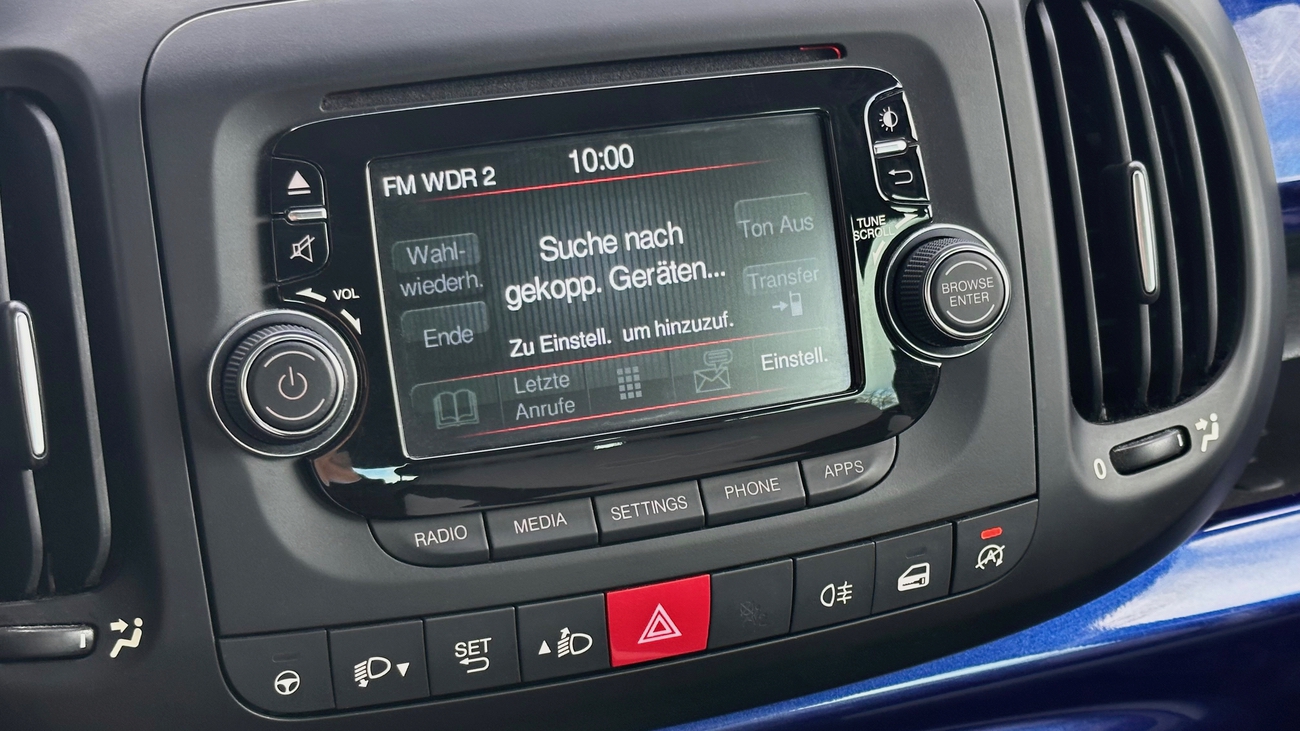 FM WDR 2
10:00
Wahl-
wiederh.
Ende
Suche nach
gekopp. Geräten...
Zu Einstell. um hinzuzuf.
Ton Aus
Transfer
Letzte
Anrufe
Einstell.
VOL
TUNE
SCROLL
BROWSE
ENTER
RADIO
MEDIA
SETTINGS
PHONE
APPS
0
SET
A